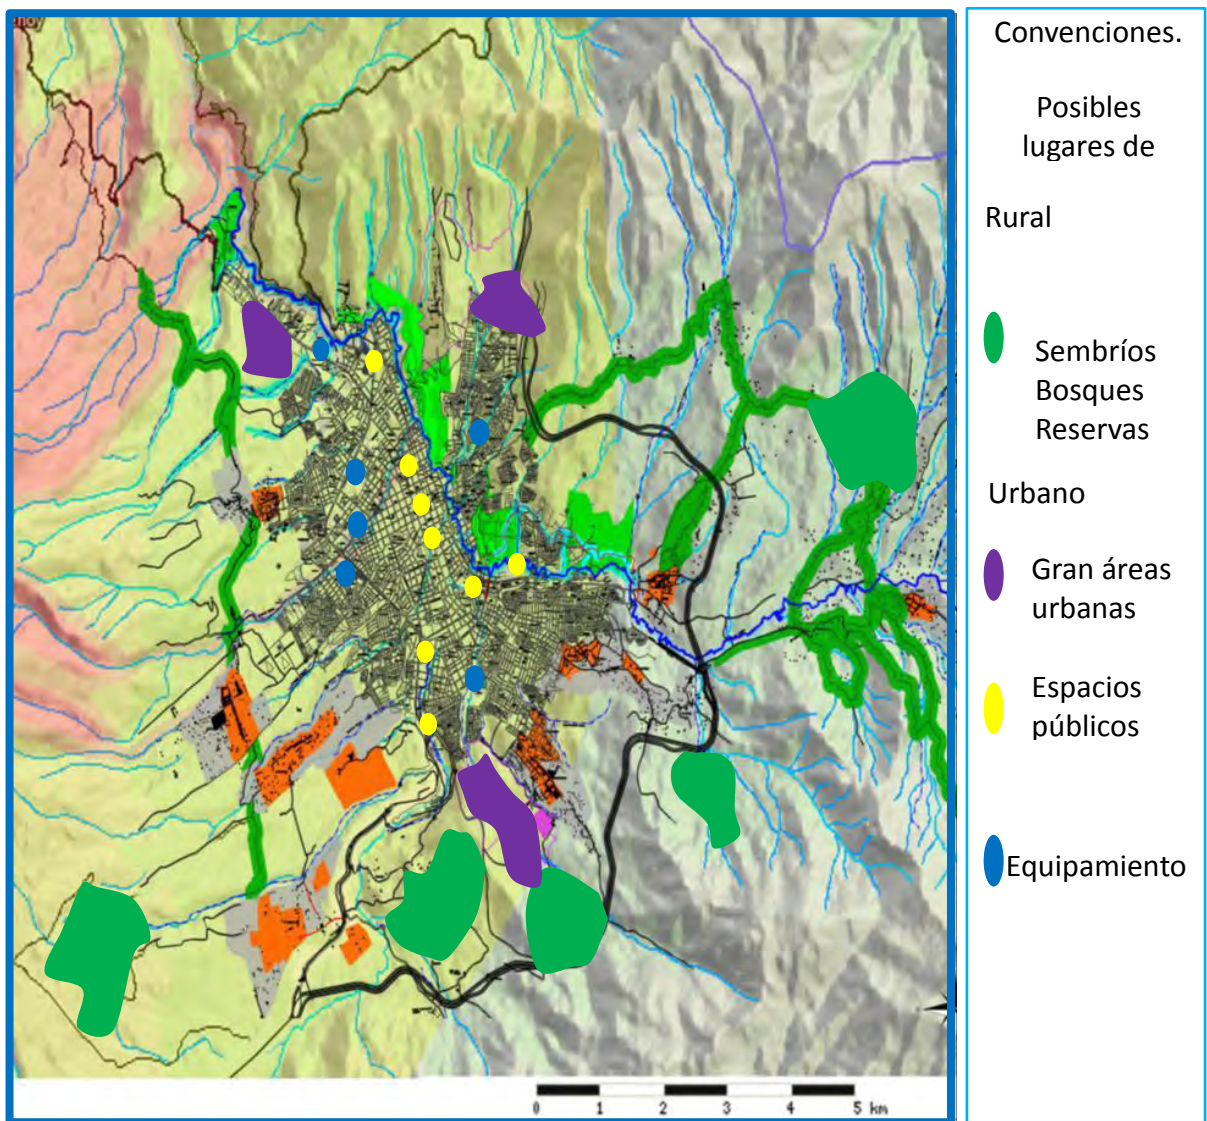 Convenciones.
Posibles
lugares de
Rural
Sembríos
Bosques
Reservas
Urbano
Gran áreas
urbanas
Espacios
públicos
Equipamiento
0 1 2 3 4 5 km